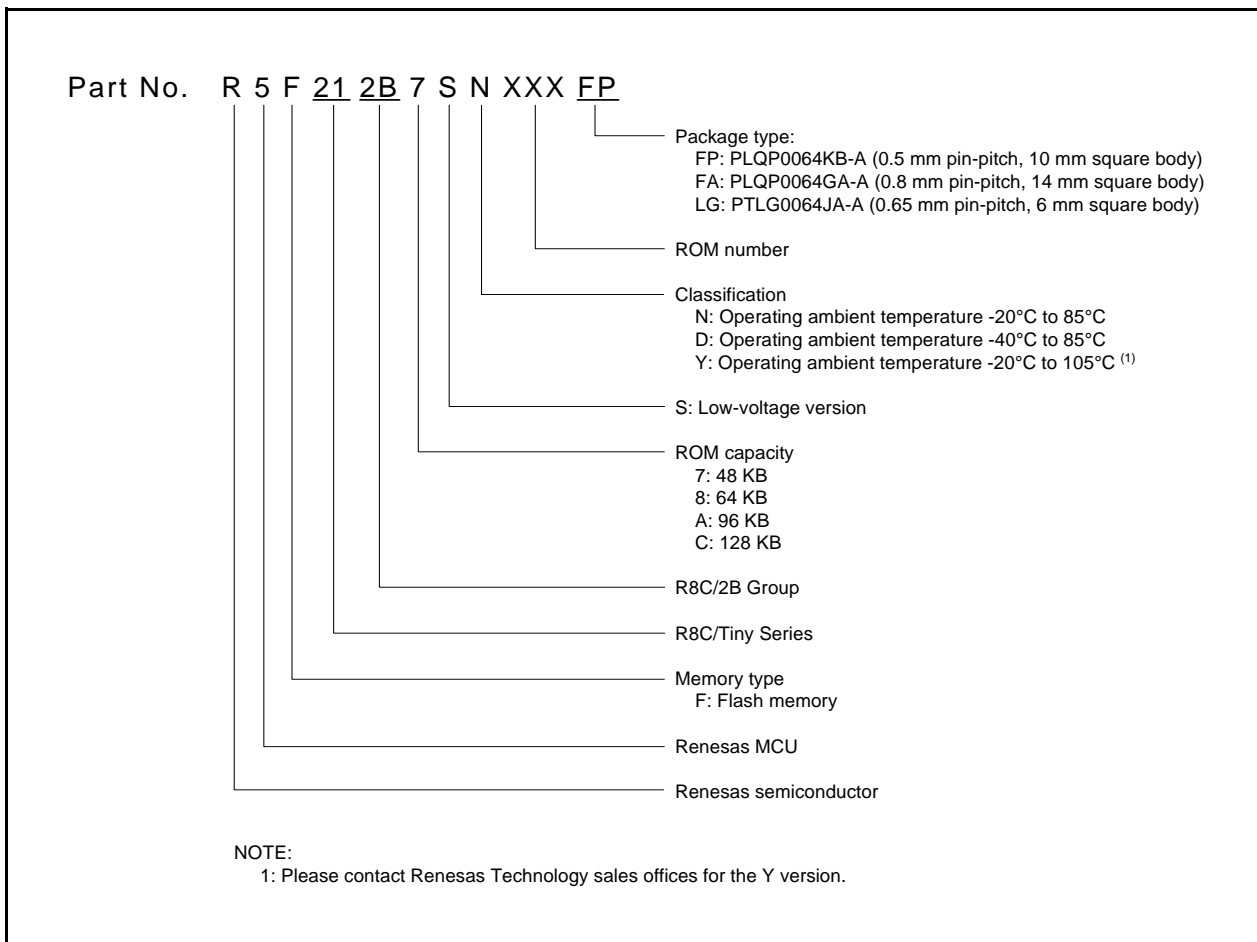 Part No. R 5 F 21 2B 7 S N XXX FP
Package type:
FP: PLQP0064KB-A (0.5 mm pin-pitch, 10 mm square body)
FA: PLQP0064GA-A (0.8 mm pin-pitch, 14 mm square body)
LG: PTLG0064JA-A (0.65 mm pin-pitch, 6 mm square body)
ROM number
Classification
N: Operating ambient temperature -20°C to 85°C
D: Operating ambient temperature -40°C to 85°C
Y: Operating ambient temperature -20°C to 105°C (1)
S: Low-voltage version
ROM capacity
7: 48 KB
8: 64 KB
A: 96 KB
C: 128 KB
R8C/2B Group
R8C/Tiny Series
Memory type
F: Flash memory
Renesas MCU
Renesas semiconductor
NOTE:
1: Please contact Renesas Technology sales offices for the Y version.